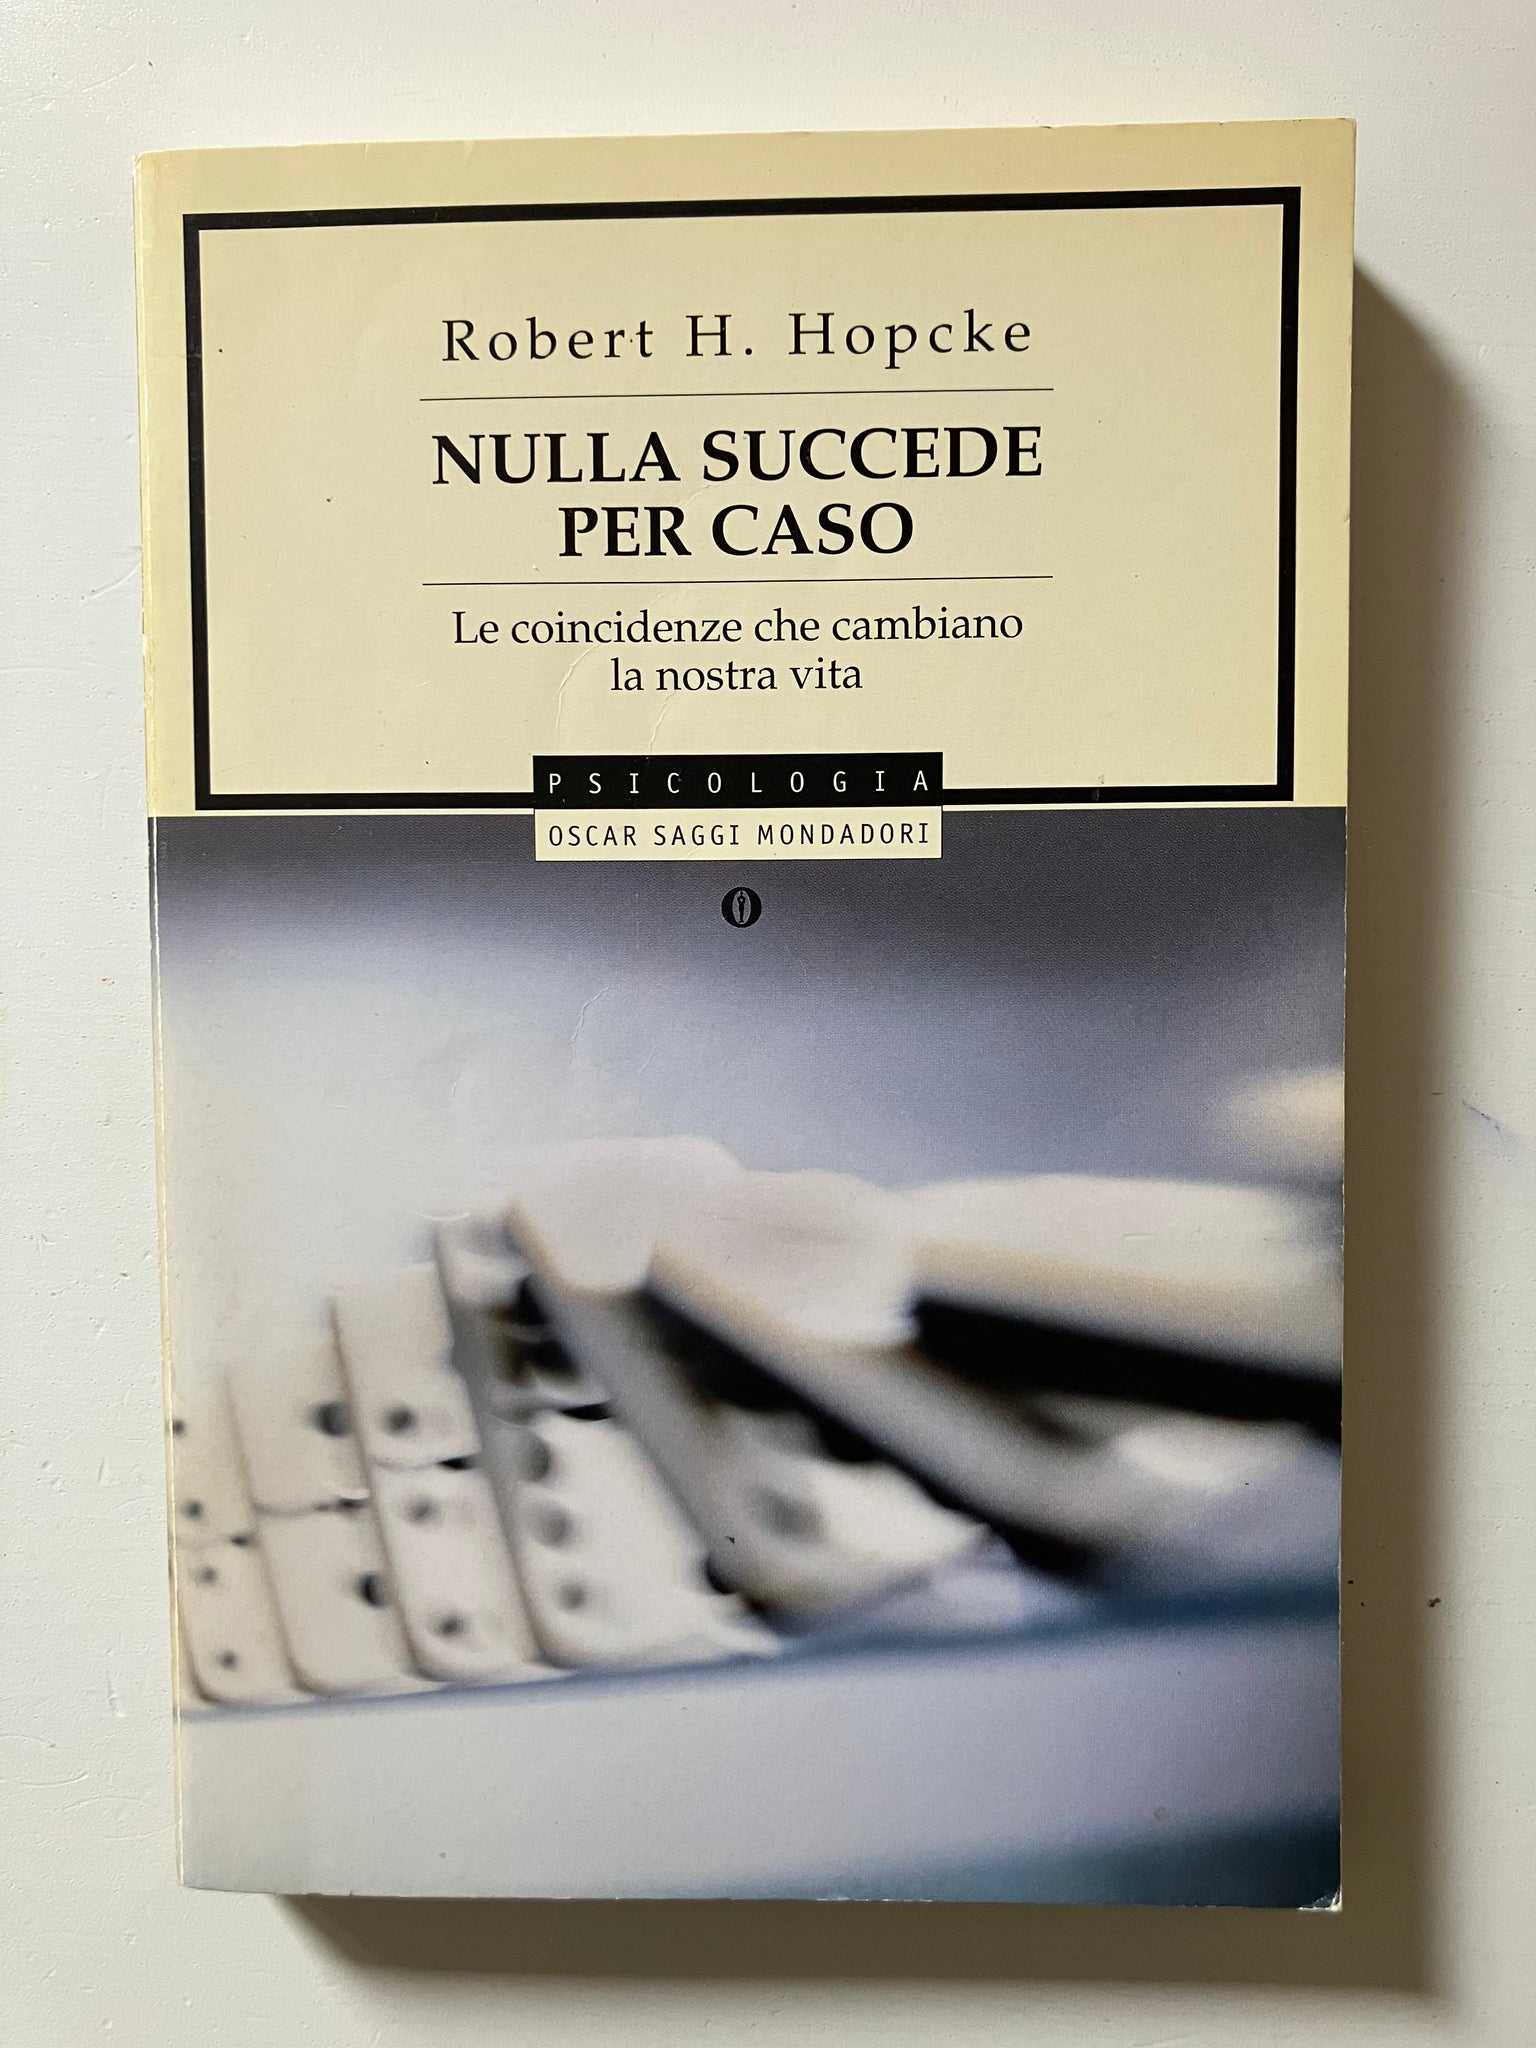 Robert H. Hopcke
NULLA SUCCEDE
PER CASO
Le coincidenze che cambiano
la nostra vita
PSICOLOGIA
OSCAR SAGGI MONDADORI